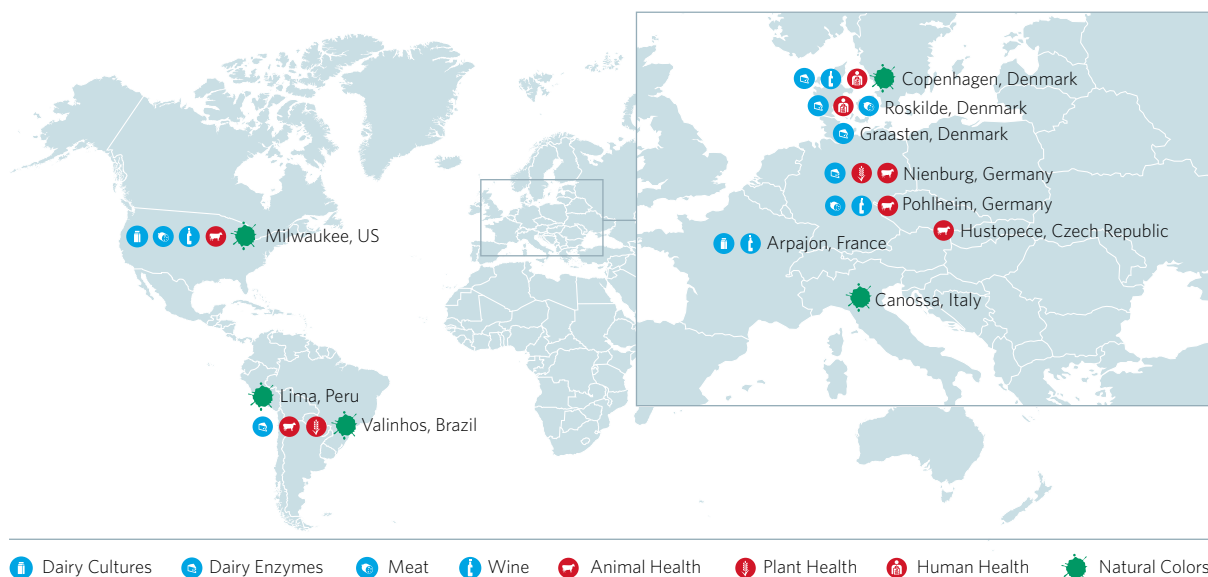 Copenhagen, Denmark
Roskilde, Denmark
Graasten, Denmark
Nienburg, Germany
Pohlheim, Germany
Hustopece, Czech Republic
Arpajon, France
Milwaukee, US
Canossa, Italy
Lima, Peru
Valinhos, Brazil
Dairy Cultures Dairy Enzymes Meat Wine Animal Health Plant Health Human Health Natural Colors